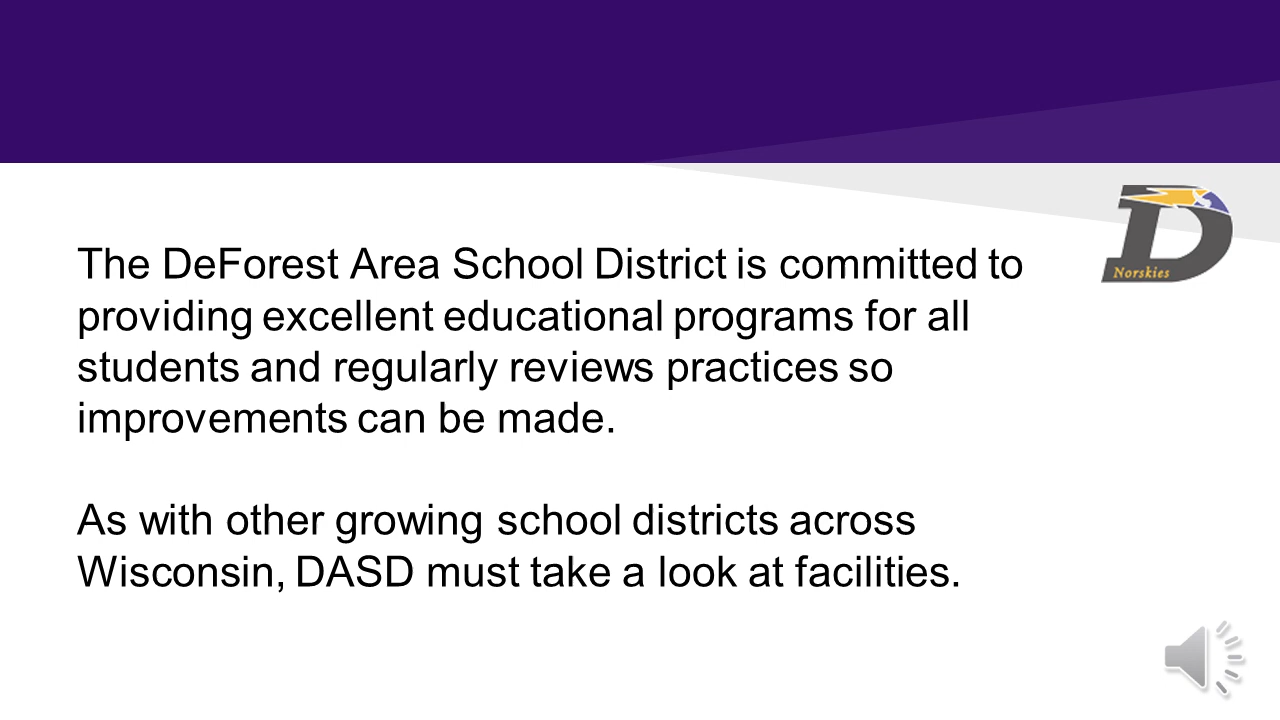 Norskies
The DeForest Area School District is committed to
providing excellent educational programs for all
students and regularly reviews practices so
improvements can be made.
As with other growing school districts across
Wisconsin, DASD must take a look at facilities.